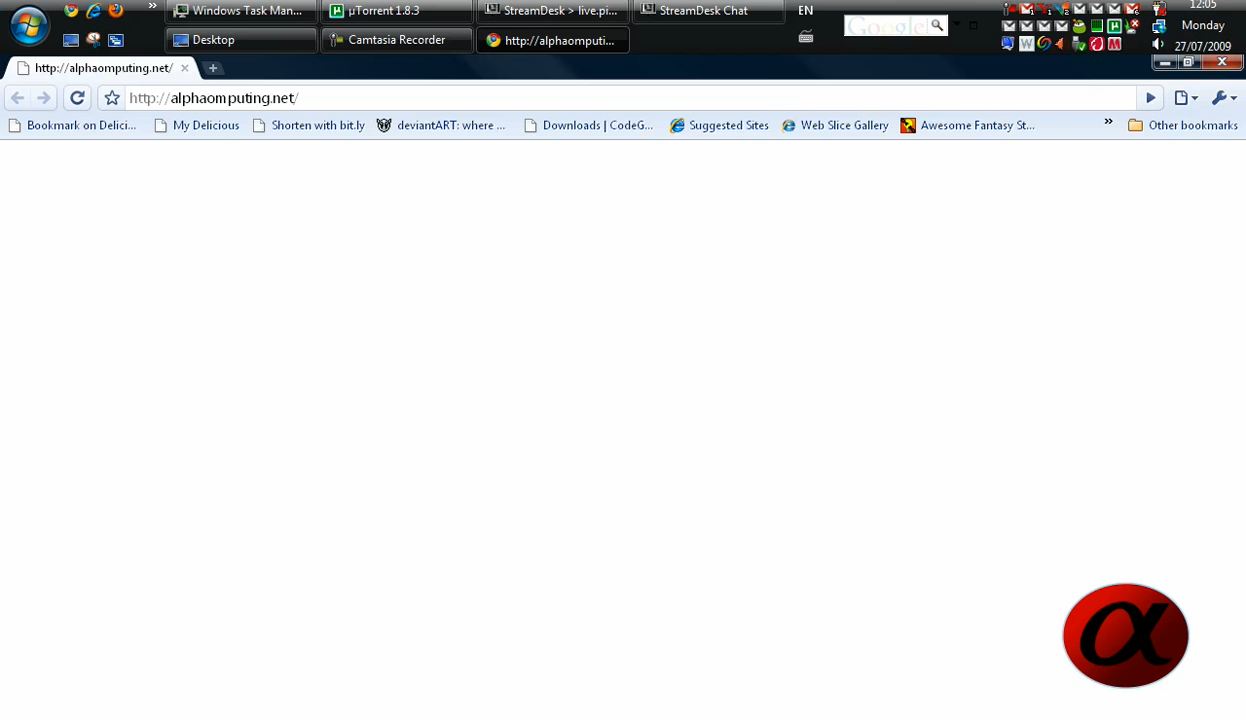 Windows Task Man...
µTorrent 1.8.3
StreamDesk > live.pi...
StreamDesk Chat
EN
12:05
Desktop
Camtasia Recorder
http://alphaomputi...
Google
Monday
27/07/2009
http://alphaomputing.net/
http://alphaomputing.net/
Bookmark on Delici...
My Delicious
Shorten with bit.ly
deviantART: where ...
Downloads | CodeG...
Suggested Sites
Web Slice Gallery
Awesome Fantasy St...
»
Other bookmarks
α